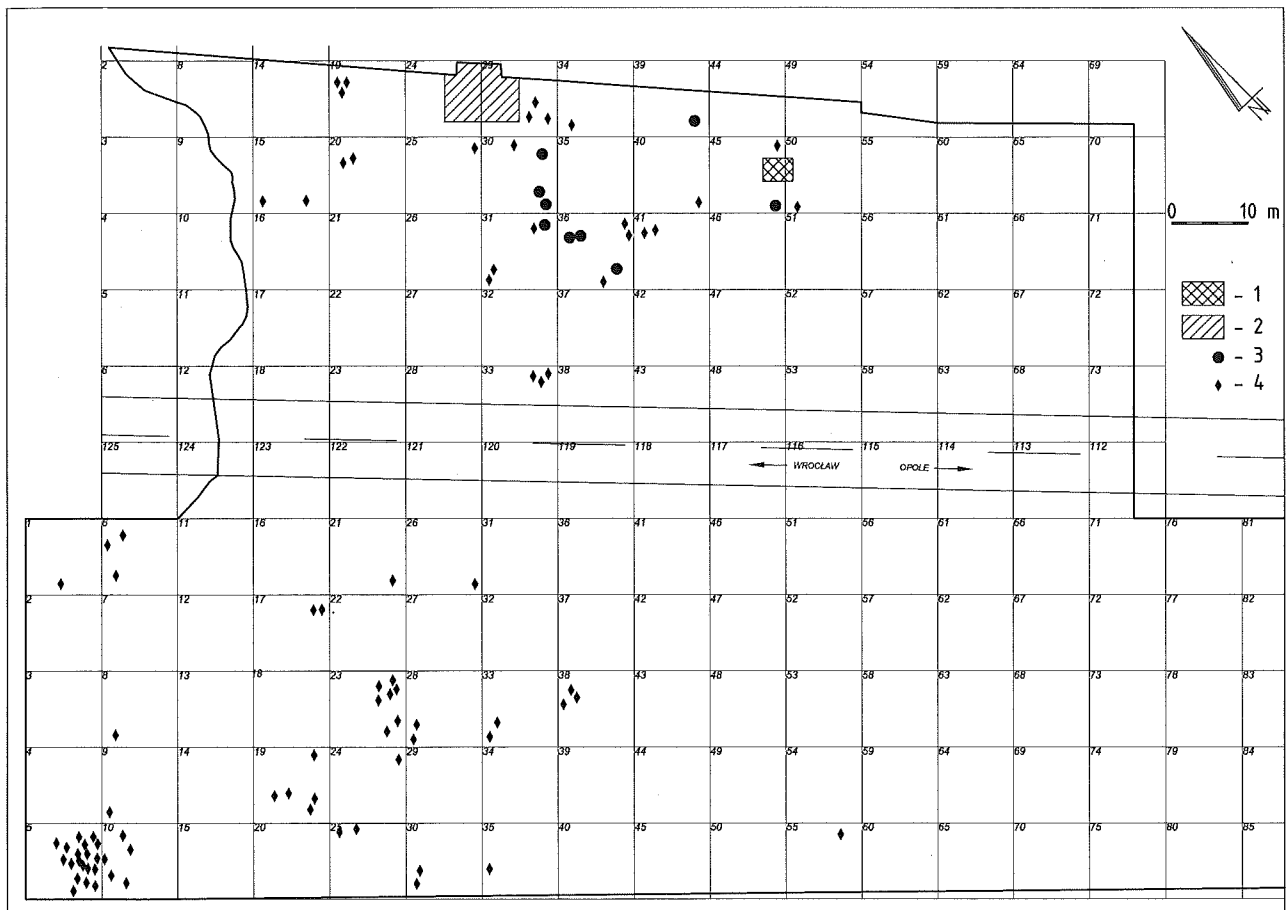 N
2 8 14 19 24 29 34 39 44 49 54 59 64 69
3 9 15 20 25 30 35 40 45 50 55 60 65 70
4 10 16 21 26 31 36 41 46 51 56 61 66 71
0 10 m
5 11 17 22 27 32 37 42 47 52 57 62 67 72
- 1
- 2
- 3
- 4
6 12 18 23 28 33 38 43 48 53 58 63 68 73
125 124 123 122 121 120 119 118 117 116 115 114 113 112
WROCŁAW OPOLE
1 6 11 16 21 26 31 36 41 46 51 56 61 66 71 76 81
2 7 12 17 22 27 32 37 42 47 52 57 62 67 72 77 82
3 8 13 18 23 28 33 38 43 48 53 58 63 68 73 78 83
4 9 14 19 24 29 34 39 44 49 54 59 64 69 74 79 84
5 10 15 20 25 30 35 40 45 50 55 60 65 70 75 80 85